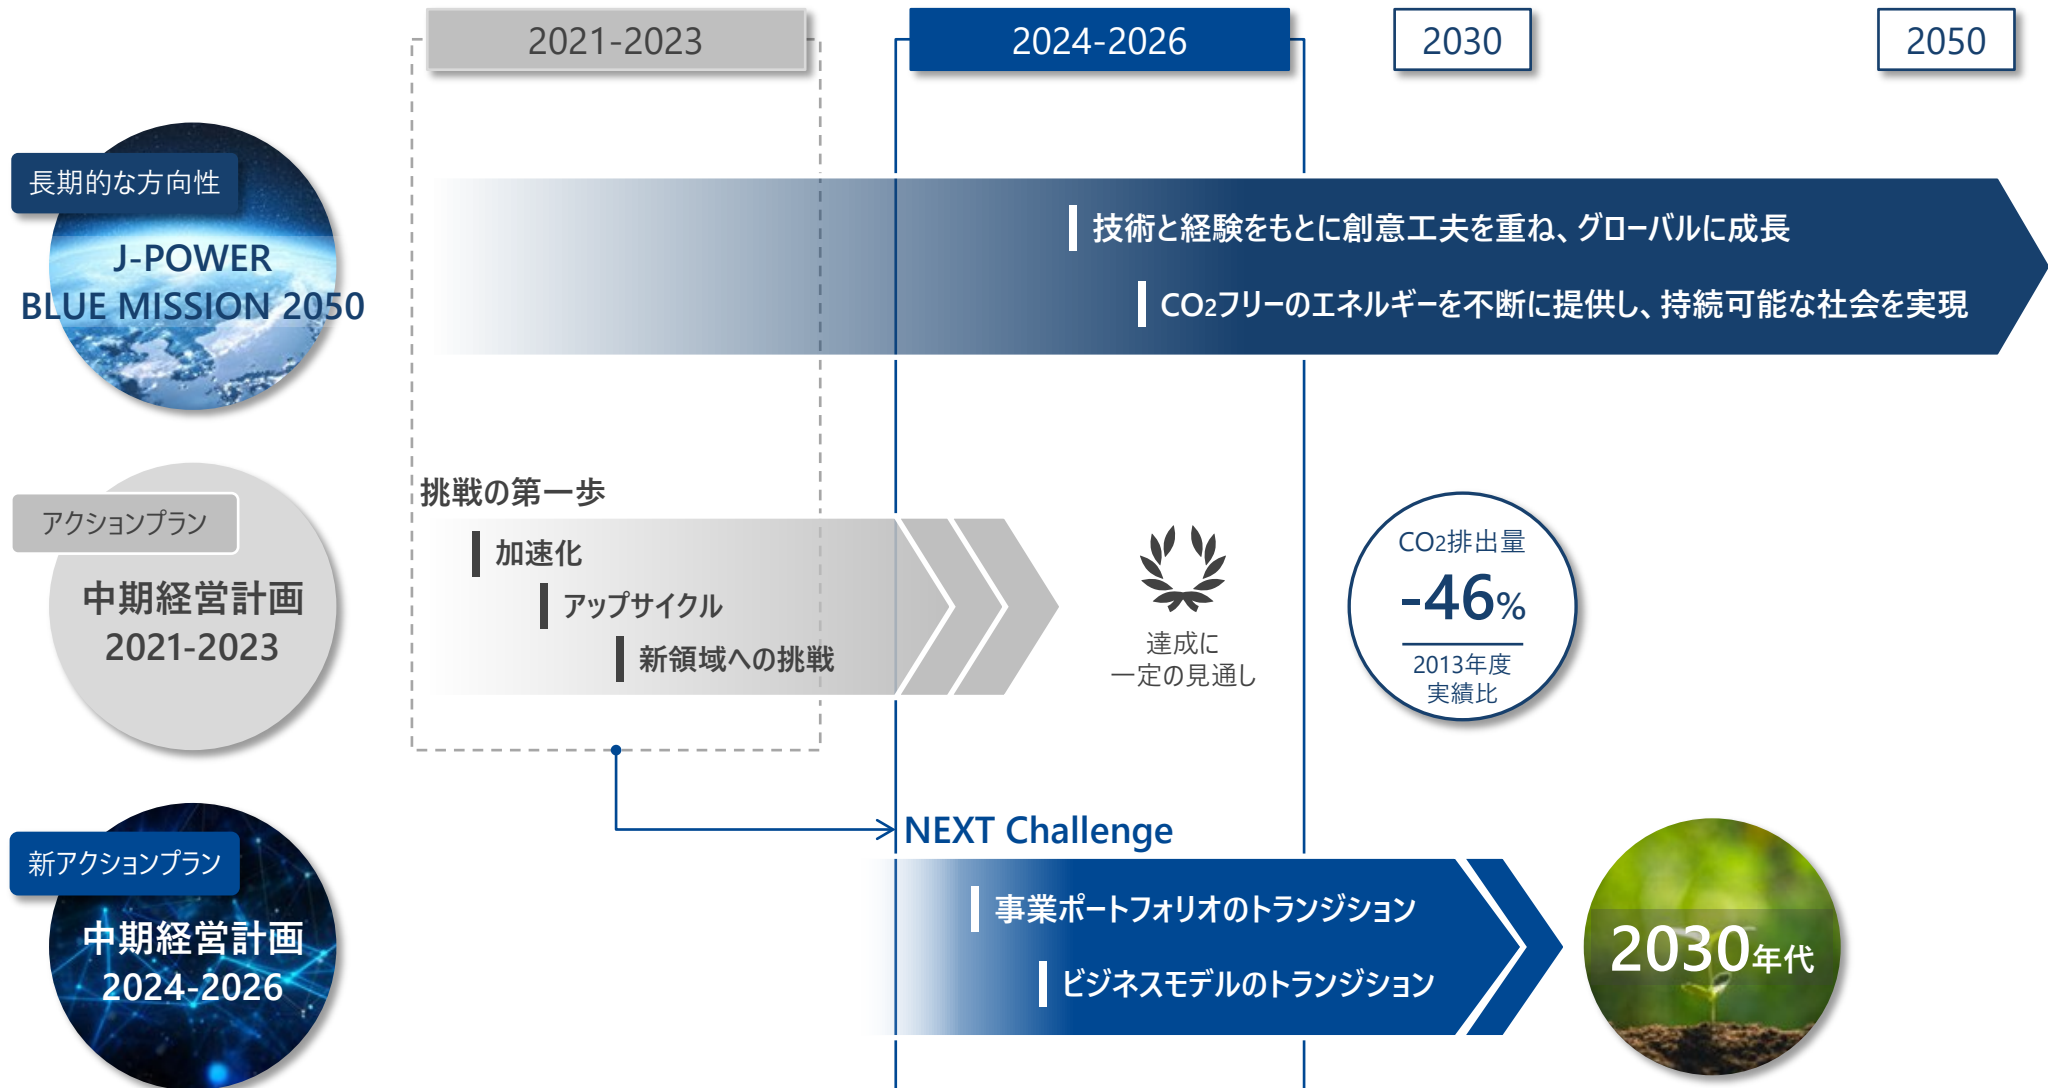 2021-2023
2024-2026
2030
2050
長期的な方向性
J-POWER
BLUE MISSION 2050
技術と経験をもとに創意工夫を重ね、グローバルに成長
CO2フリーのエネルギーを不断に提供し、持続可能な社会を実現
アクションプラン
中期経営計画
2021-2023
挑戦の第一歩
加速化
アップサイクル
新領域への挑戦
達成に
一定の見通し
CO2排出量
-46%
2013年度
実績比
新アクションプラン
中期経営計画
2024-2026
NEXT Challenge
事業ポートフォリオのトランジション
ビジネスモデルのトランジション
2030年代